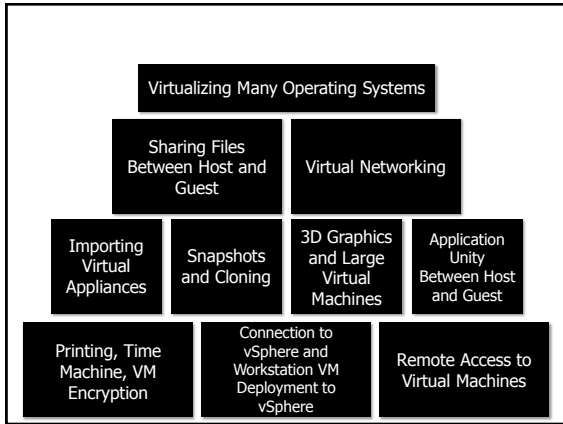 Virtualizing Many Operating Systems
Sharing Files
Between Host and
Guest
Virtual Networking
Importing
Virtual
Appliances
Snapshots
and Cloning
3D Graphics
and Large
Virtual
Machines
Application
Unity
Between Host
and Guest
Printing, Time
Machine, VM
Encryption
Connection to
vSphere and
Workstation VM
Deployment to
vSphere
Remote Access to
Virtual Machines